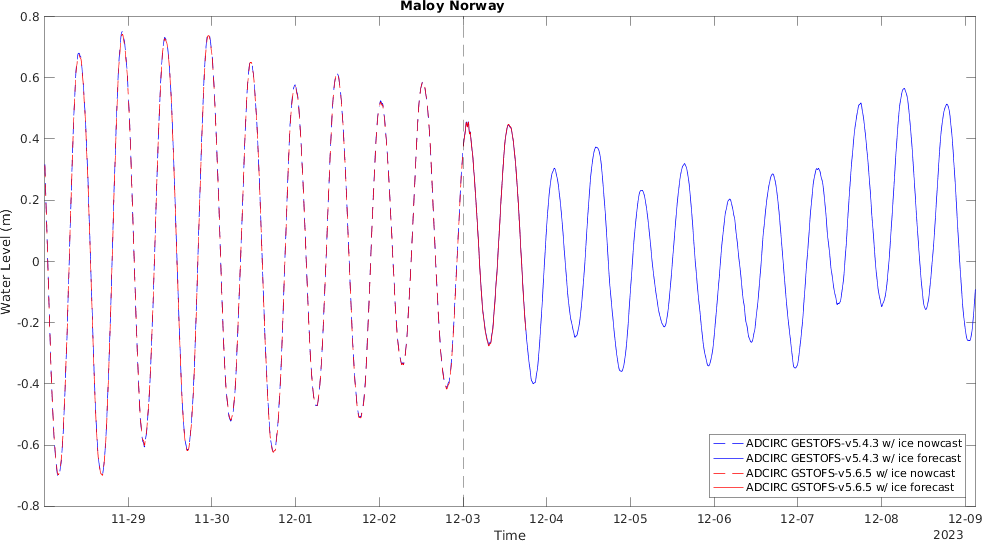 Maloy Norway
0.8
0.6
0.4
0.2
0
-0.2
-0.4
-0.6
-0.8
Water Level (m)
11-29 11-30 12-01 12-02 12-03 12-04 12-05 12-06 12-07 12-08 12-09
Time
2023
ADCIRC GESTOFS-v5.4.3 w/ ice nowcast
ADCIRC GESTOFS-v5.4.3 w/ ice forecast
ADCIRC GSTOFS-v5.6.5 w/ ice nowcast
ADCIRC GSTOFS-v5.6.5 w/ ice forecast